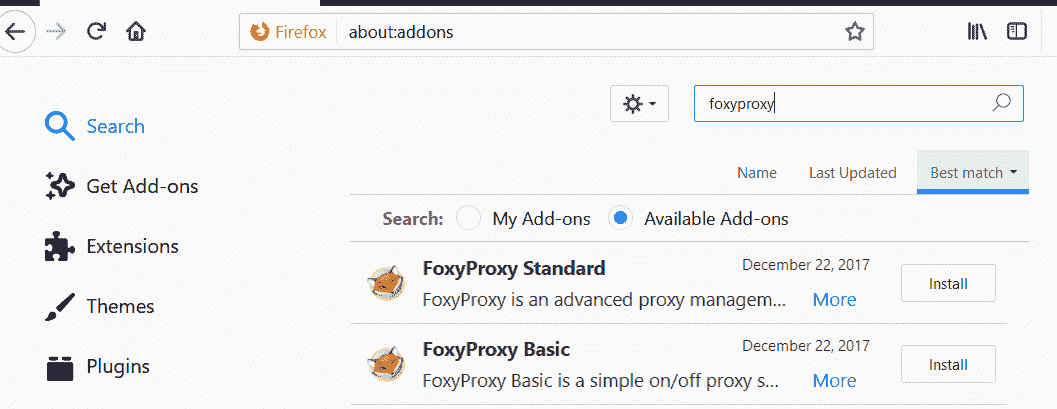 Firefox about:addons
foxyproxy
Search
Name Last Updated Best match
Get Add-ons
Search: My Add-ons Available Add-ons
Extensions
FoxyProxy Standard December 22, 2017
FoxyProxy is an advanced proxy managem... More Install
Themes
FoxyProxy Basic December 22, 2017
FoxyProxy Basic is a simple on/off proxy s... More Install
Plugins